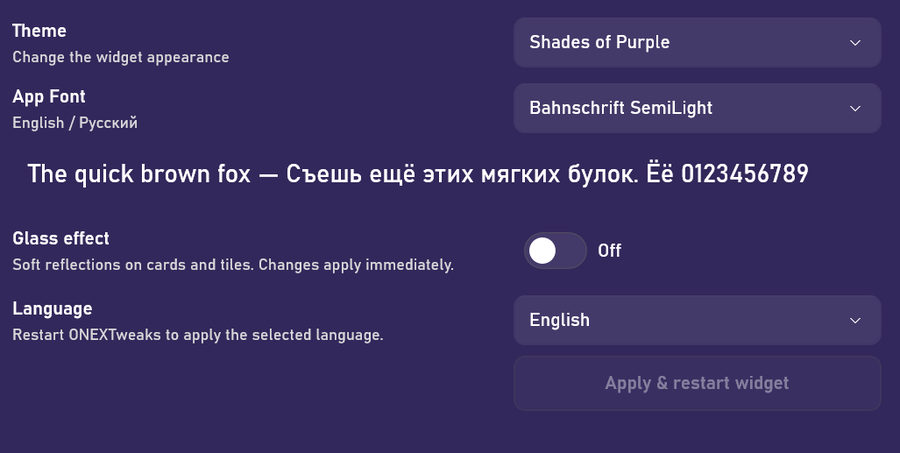 Theme
Change the widget appearance
Shades of Purple
App Font
English / Русский
Bahnschrift SemiLight
The quick brown fox — Съешь ещё этих мягких булок. Ёё 0123456789
Glass effect
Soft reflections on cards and tiles. Changes apply immediately.
Off
Language
Restart ONEXTweaks to apply the selected language.
English
Apply & restart widget